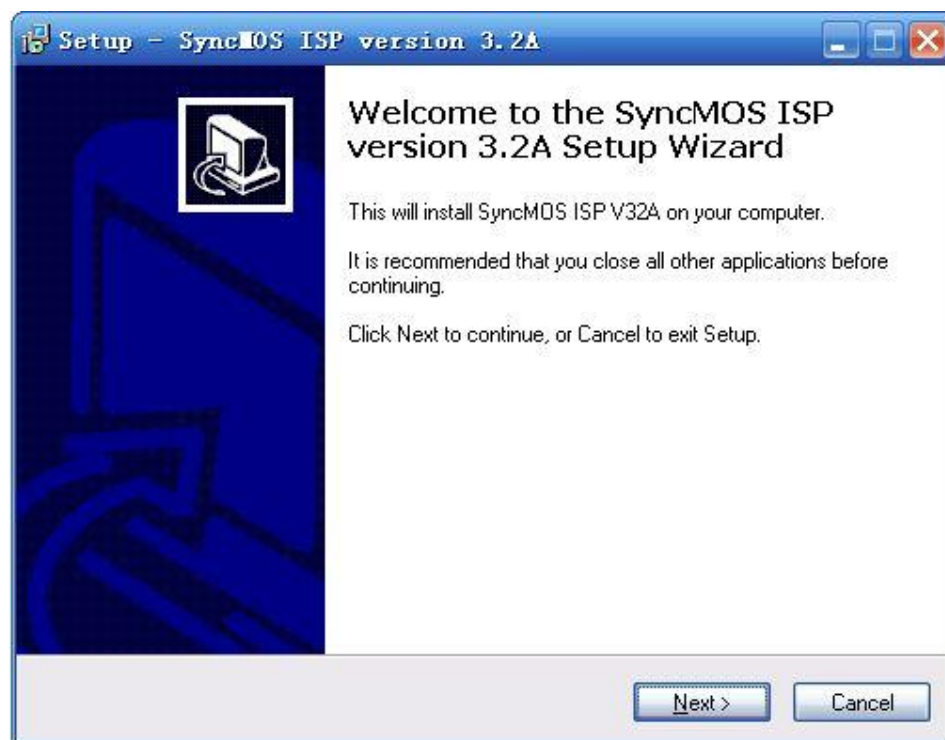 Setup - SyncMOS ISP version 3.2A
Welcome to the SyncMOS ISP
version 3.2A Setup Wizard
This will install SyncMOS ISP V32A on your computer.
It is recommended that you close all other applications before
continuing.
Click Next to continue, or Cancel to exit Setup.
Next >
Cancel